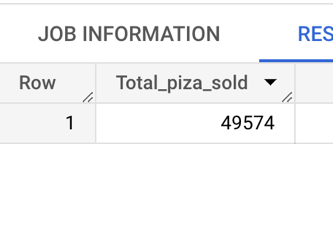 JOB INFORMATION RES
Row Total_piza_sold
1 49574